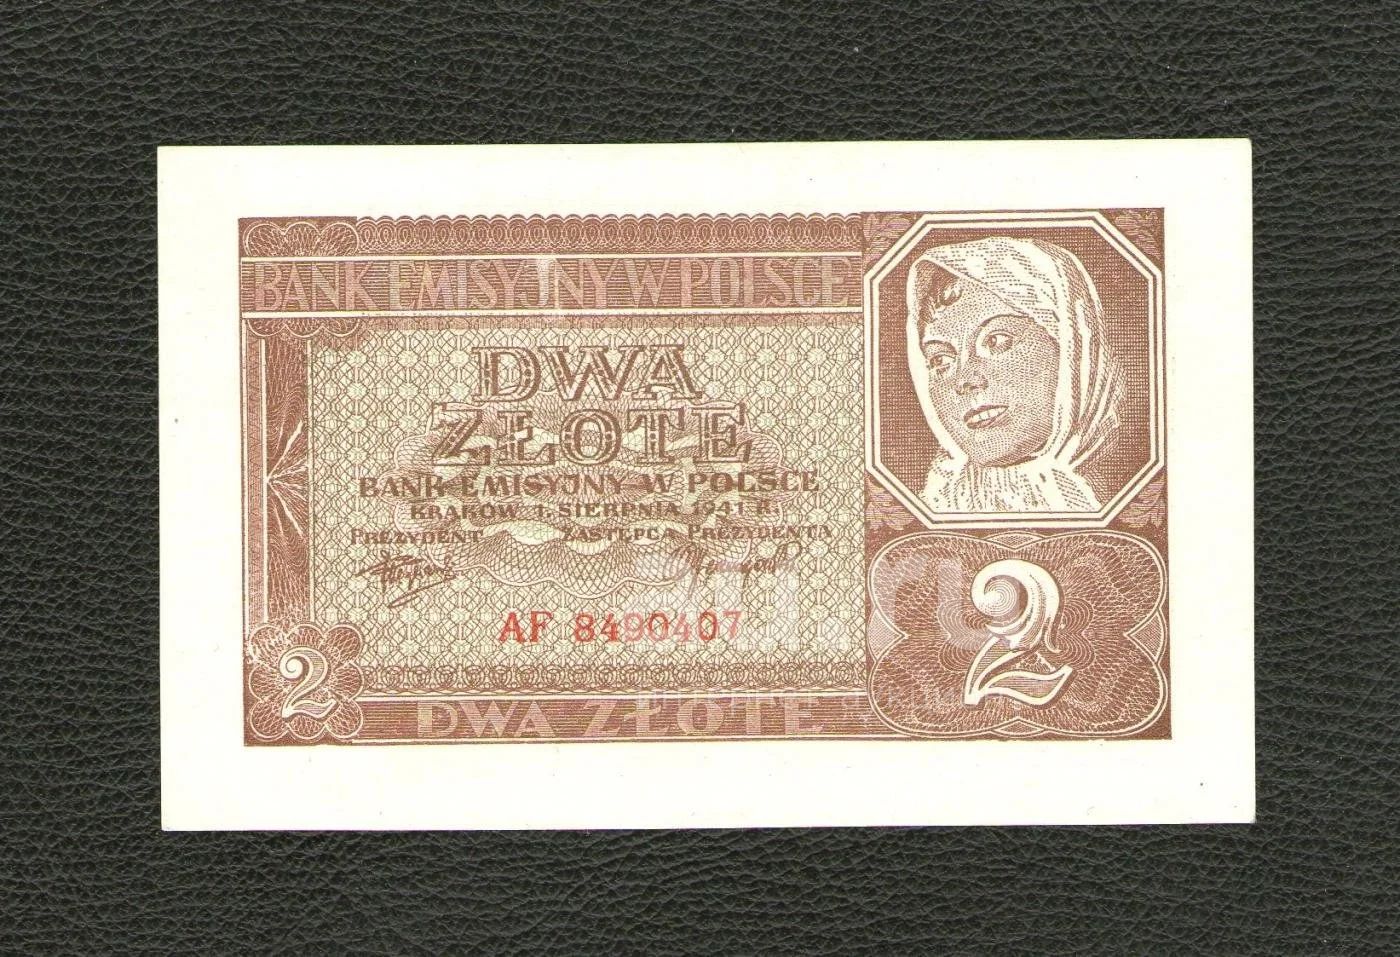 BANK EMISYJNY W POLSCE
DWA
ZŁOTE
BANK EMISYJNY W POLSCE
KRAKÓW 1. SIERPNIA 1941 R.
PREZYDENT ZASTĘPCA PREZYDENTA
AF 8490407
2
DWA ZŁOTE
2